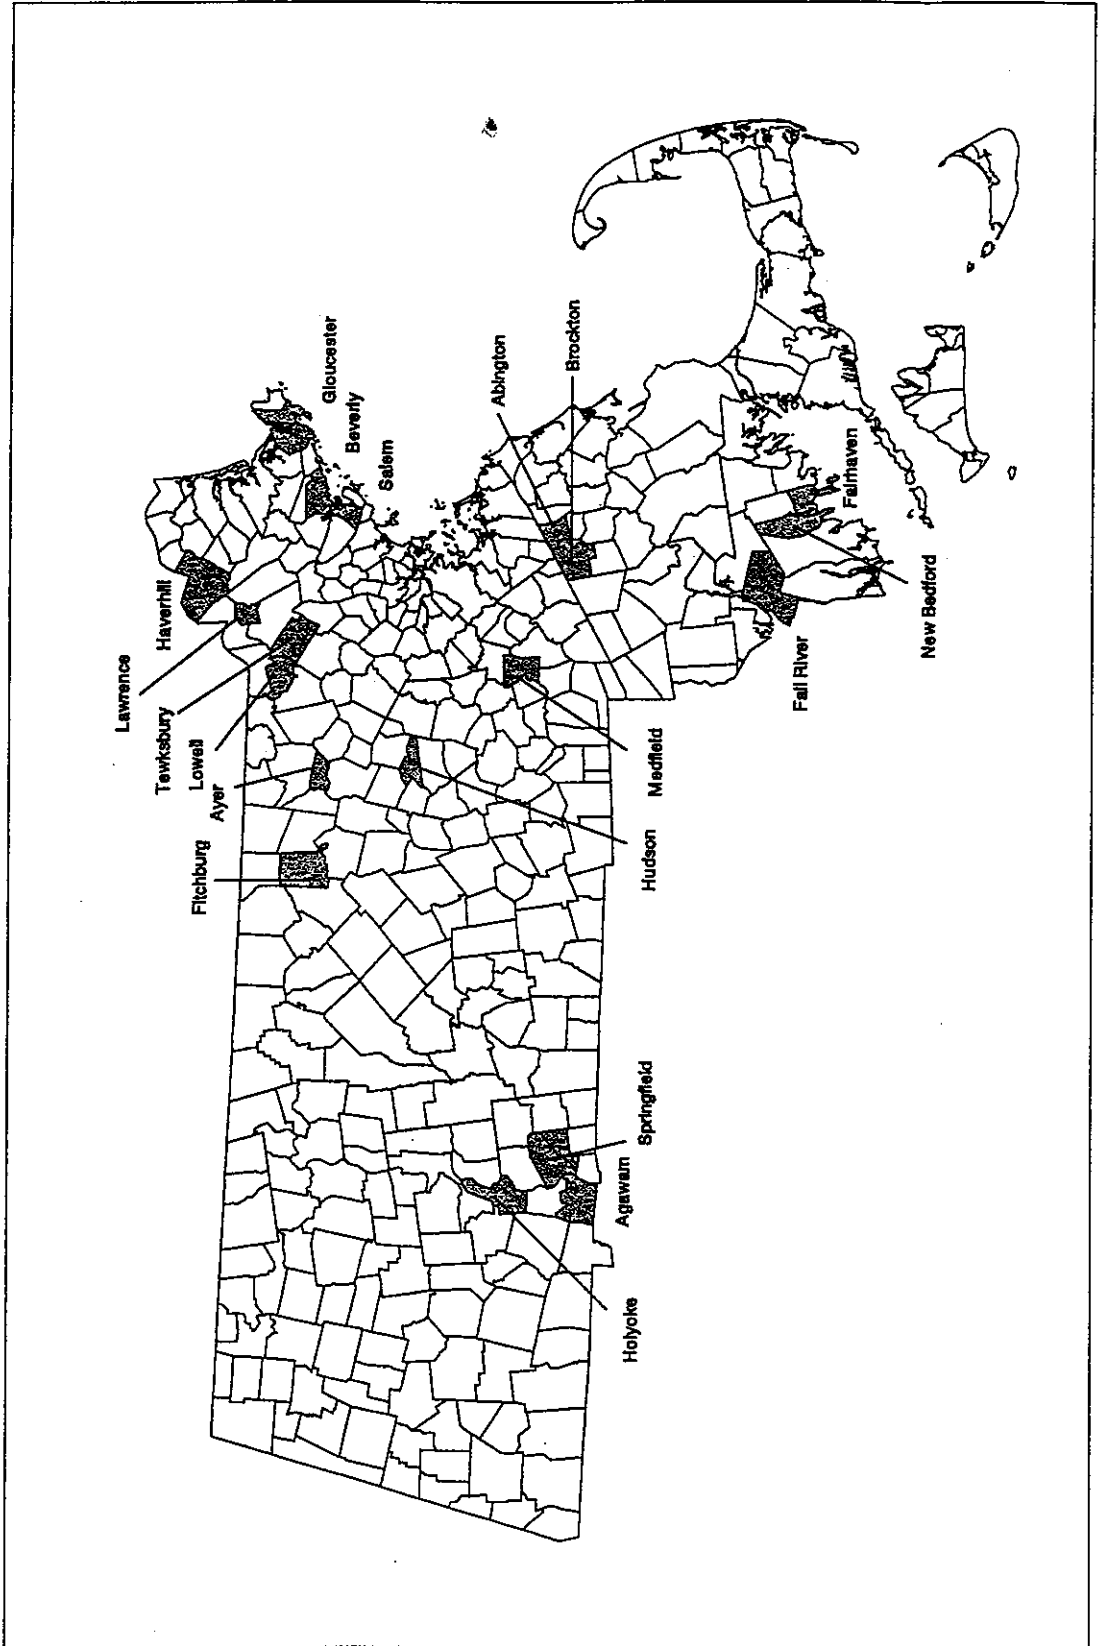 Lawrence
Haverhill
Tewksbury
Lowell
Ayer
Fitchburg
Gloucester
Beverly
Salem
Abington
Brockton
Fairhaven
New Bedford
Fall River
Medfield
Hudson
Springfield
Agawam
Holyoke